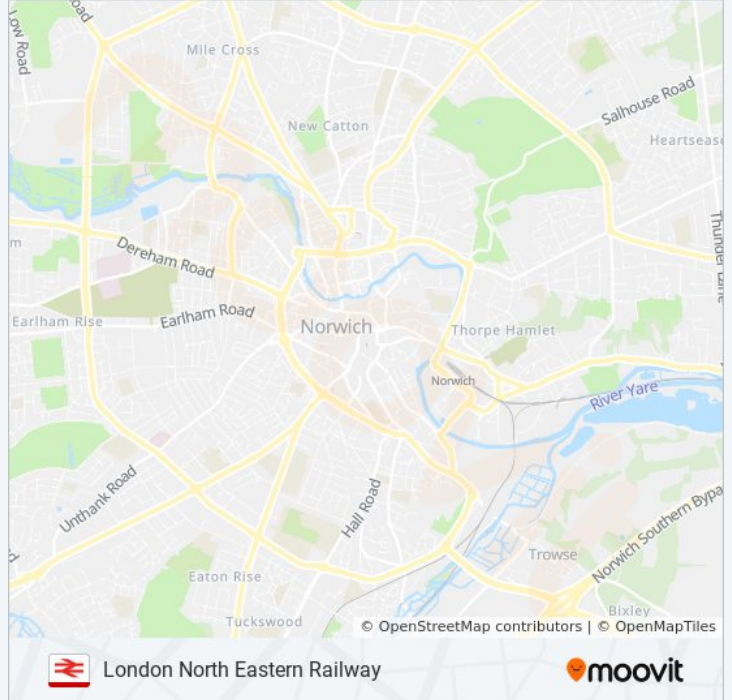 Low Road
oad
Mile Cross
Salhouse Road
New Catton
Heartsease
Thunder Lane
m
Dereham Road
Earlham Road
Earlham Rise
Norwich
Thorpe Hamlet
Norwich
River Yare
Unthank Road
Hall Road
Norwich Southern Bypa
Trowse
d
Eaton Rise
Bixley
Tuckswood
© OpenStreetMap contributors | © OpenMapTiles
London North Eastern Railway
moovit